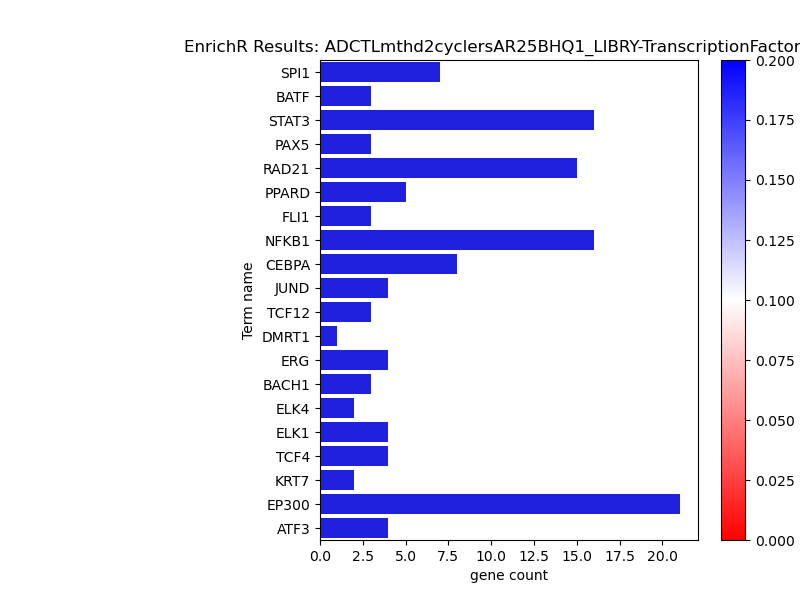 EnrichR Results: ADCTLmthd2cyclersAR25BHQ1_LIBRY-TranscriptionFactor
SPI1
BATF
STAT3
PAX5
RAD21
PPARD
FLI1
NFKB1
CEBPA
JUND
TCF12
DMRT1
ERG
BACH1
ELK4
ELK1
TCF4
KRT7
EP300
ATF3
Term name
0.0 2.5 5.0 7.5 10.0 12.5 15.0 17.5 20.0
gene count
0.200
0.175
0.150
0.125
0.100
0.075
0.050
0.025
0.000